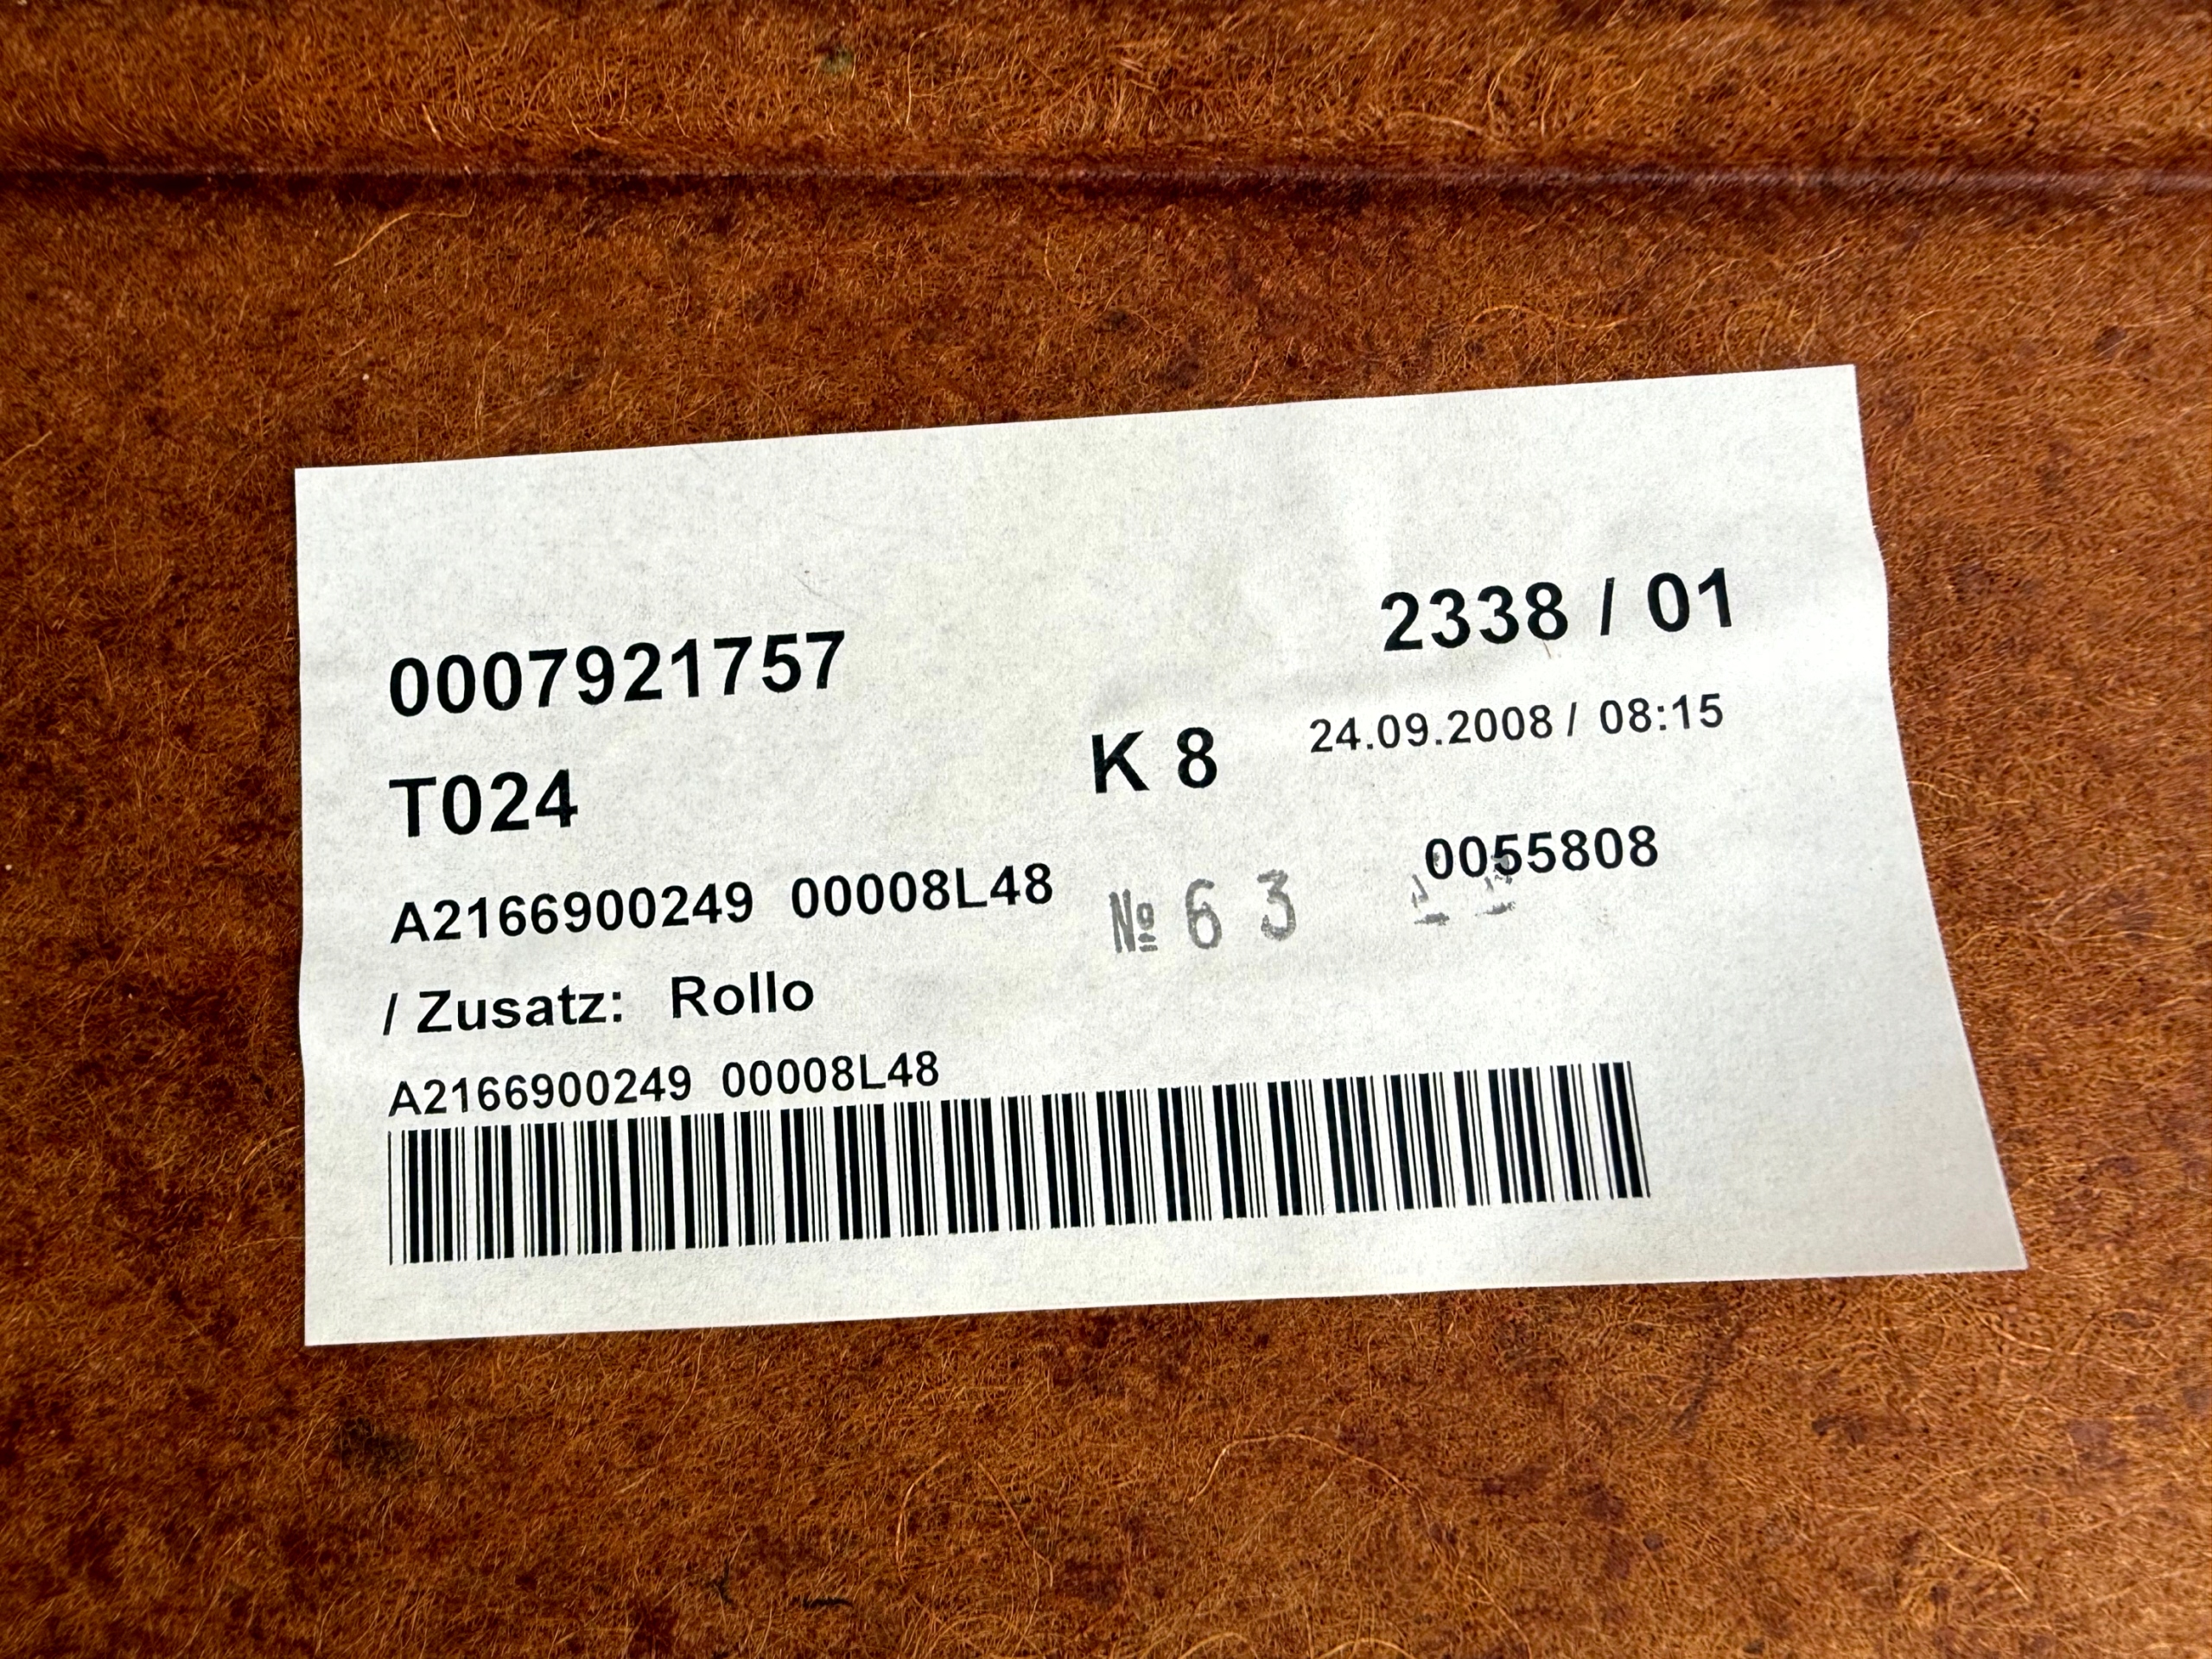 2338 / 01
0007921757
24.09.2008 / 08:15
K 8
T024
0055808
A2166900249 00008L48
№ 6 3
/ Zusatz: Rollo
A2166900249 00008L48